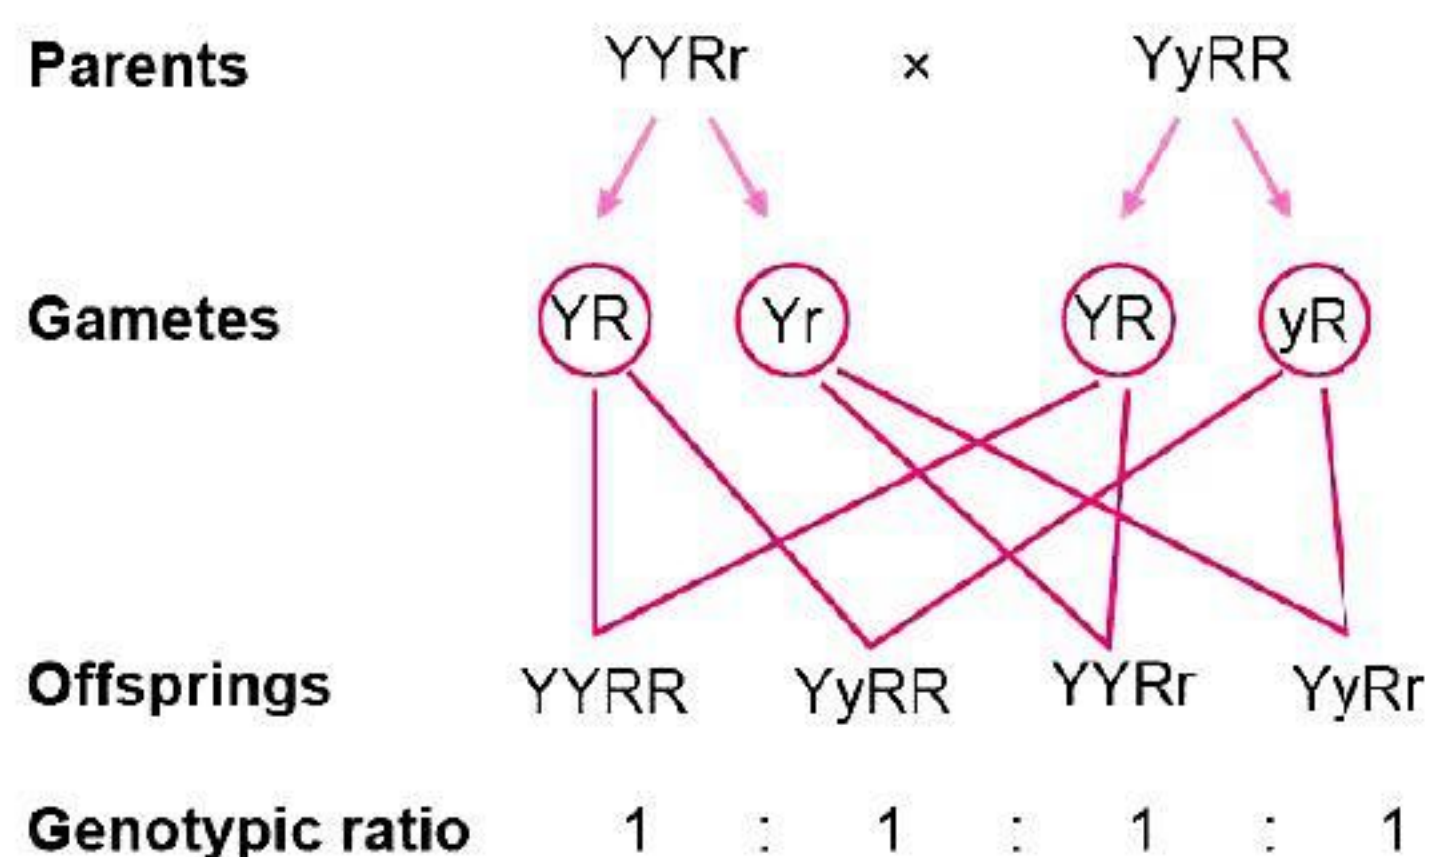 Parents YYRr × YyRR
Gametes YR Yr YR yR
Offsprings YYRR YyRR YYRr YyRr
Genotypic ratio 1 : 1 : 1 : 1